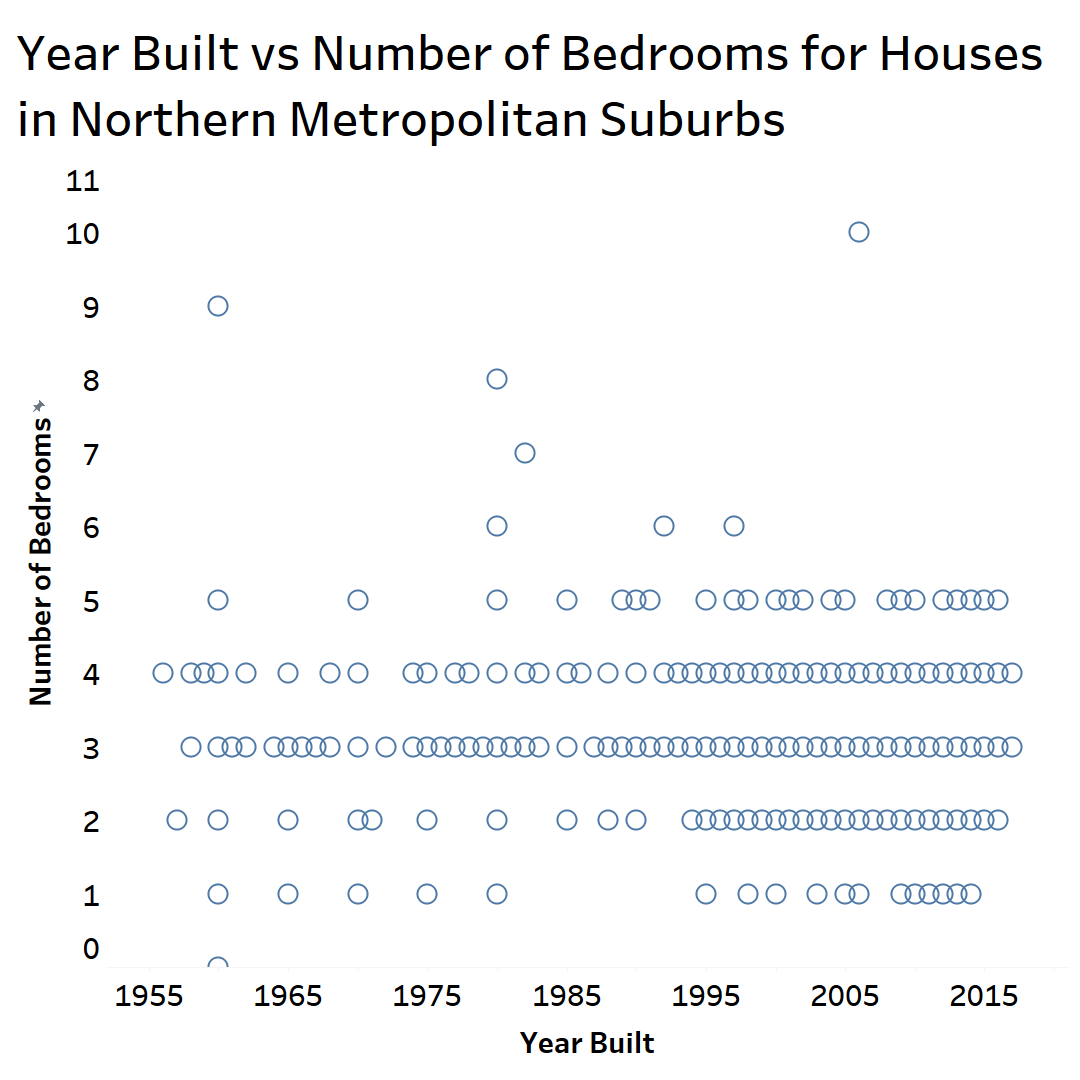 Year Built vs Number of Bedrooms for Houses
in Northern Metropolitan Suburbs
11
10
9
8
7
6
5
4
3
2
1
0
Number of Bedrooms
1955 1965 1975 1985 1995 2005 2015
Year Built